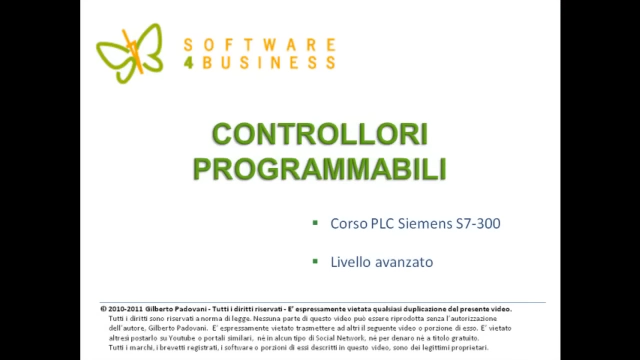 SOFTWARE
4BUSINESS
CONTROLLORI
PROGRAMMABILI
Corso PLC Siemens S7-300
Livello avanzato
© 2010-2011 Gilberto Padovani - Tutti i diritti riservati - E' espressamente vietata qualsiasi duplicazione del presente video.
Tutti i diritti sono riservati a norma di legge. Nessuna parte di questo video può essere riprodotta senza l'autorizzazione
dell'autore, Gilberto Padovani. E' espressamente vietato trasmettere ad altri il seguente video o porzione di esso. E' vietato
altresì postarlo su Youtube o portali similari, nè in alcun tipo di Social Network, nè per denaro nè a titolo gratuito.
Tutti i marchi, i brevetti registrati, i software o porzioni di essi descritti in questo video, sono dei legittimi proprietari.